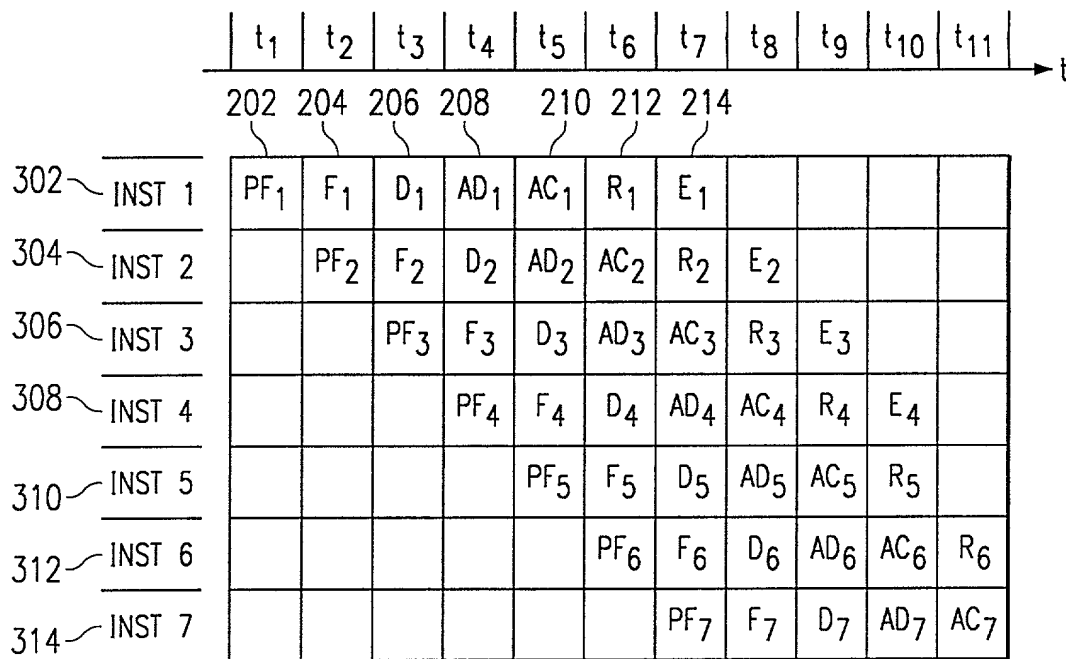 t₁ t₂ t₃ t₄ t₅ t₆ t₇ t₈ t₉ t₁₀ t₁₁
t
202 204 206 208 210 212 214
302 INST 1 PF₁ F₁ D₁ AD₁ AC₁ R₁ E₁
304 INST 2 PF₂ F₂ D₂ AD₂ AC₂ R₂ E₂
306 INST 3 PF₃ F₃ D₃ AD₃ AC₃ R₃ E₃
308 INST 4 PF₄ F₄ D₄ AD₄ AC₄ R₄ E₄
310 INST 5 PF₅ F₅ D₅ AD₅ AC₅ R₅
312 INST 6 PF₆ F₆ D₆ AD₆ AC₆ R₆
314 INST 7 PF₇ F₇ D₇ AD₇ AC₇